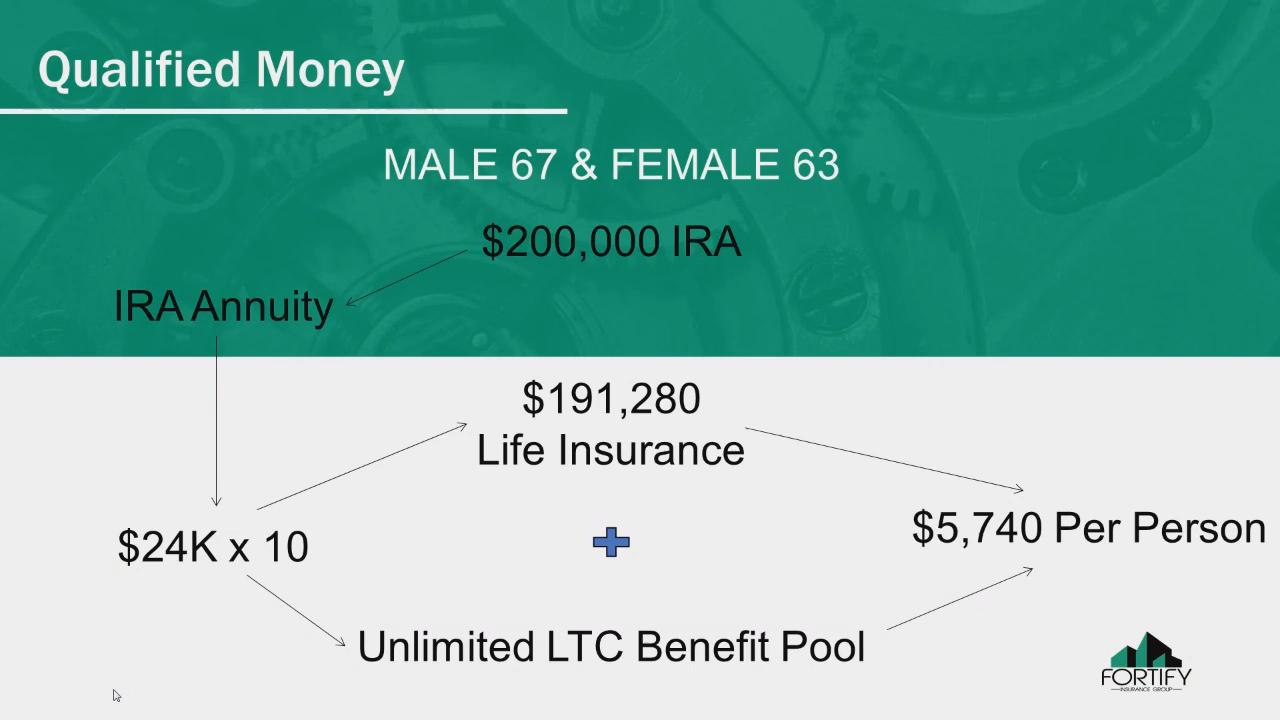 Qualified Money
MALE 67 & FEMALE 63
$200,000 IRA
IRA Annuity
$191,280
Life Insurance
$24K x 10
$5,740 Per Person
Unlimited LTC Benefit Pool
FORTIFY
INSURANCE GROUP